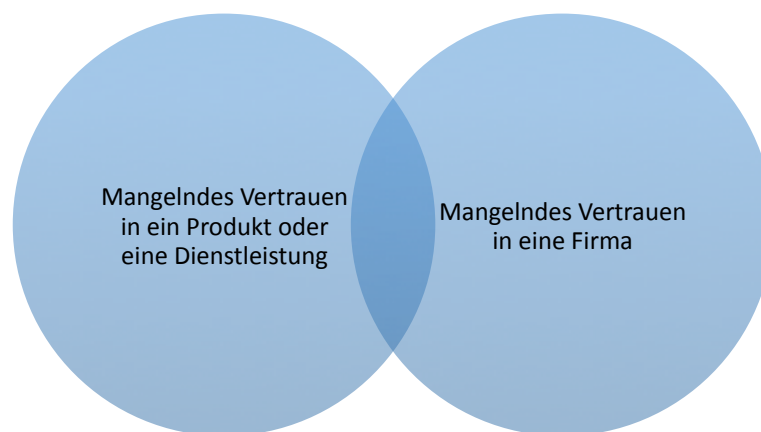 Mangelndes Vertrauen
in ein Produkt oder
eine Dienstleistung
Mangelndes Vertrauen
in eine Firma